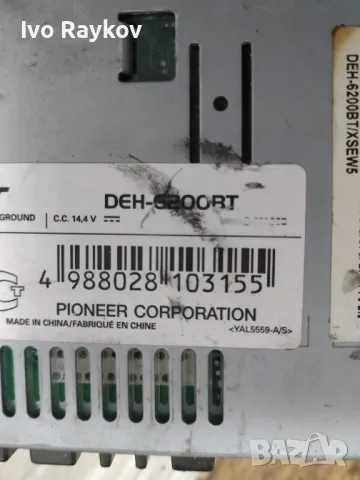 Ivo Raykov
DEH-6200BT
GROUND
C.C. 14,4 V
4 988028 103155
PIONEER CORPORATION
MADE IN CHINA/FABRIQUÉ EN CHINE
<YAL5559-A/S>
DEH-6200BT/XSEW5
bazar